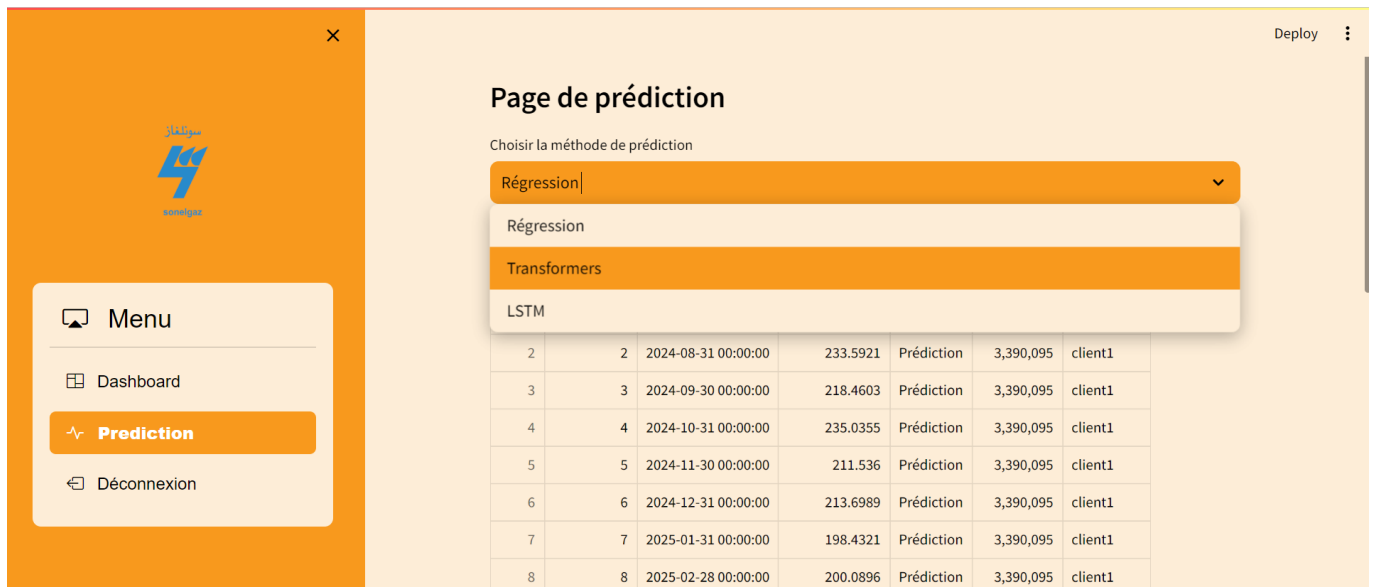 Deploy
سونلغاز
sonelgaz
Menu
Dashboard
Prediction
Déconnexion
Page de prédiction
Choisir la méthode de prédiction
Régression
Régression
Transformers
LSTM
2 2 2024-08-31 00:00:00 233.5921 Prédiction 3,390,095 client1
3 3 2024-09-30 00:00:00 218.4603 Prédiction 3,390,095 client1
4 4 2024-10-31 00:00:00 235.0355 Prédiction 3,390,095 client1
5 5 2024-11-30 00:00:00 211.536 Prédiction 3,390,095 client1
6 6 2024-12-31 00:00:00 213.6989 Prédiction 3,390,095 client1
7 7 2025-01-31 00:00:00 198.4321 Prédiction 3,390,095 client1
8 8 2025-02-28 00:00:00 200.0896 Prédiction 3,390,095 client1